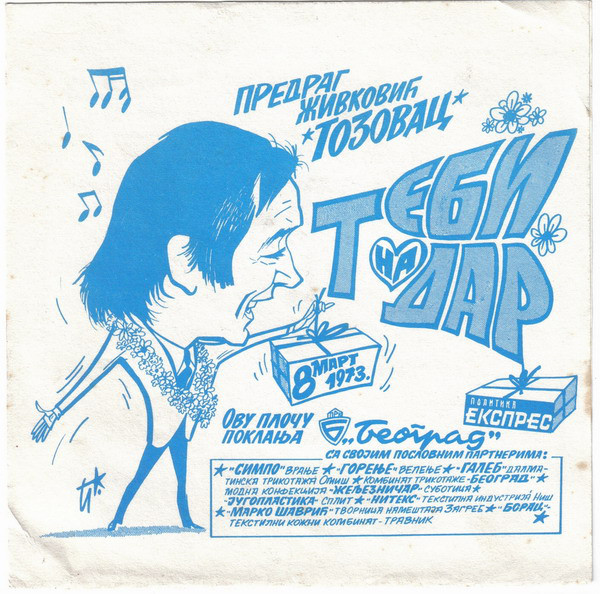 ПРЕДРАГ
ЖИВКОВИЋ
*ТОЗОВАЦ*
ТЕБИ
НА
ДАР
8 МАРТ
1973.
ПОЛИТИКА
ЕКСПРЕС
ОВУ ПЛОЧУ
ПОКЛАЊА
Б „Београд"
СА СВОЈИМ ПОСЛОВНИМ ПАРТНЕРИМА:
★"СИМПО" ВРАЊЕ ★-ГОРЕЊЕ-ВЕЛЕЊЕ ★-ГАЛЕБ "ДАЛМА-
ТИНСКА ТРИКОТАЖА ОМИШ ★ КОМБИНАТ ТРИКОТАЖЕ-БЕОГРАД-★
МОДНА КОНФЕКЦИЈА-ЖЕЉЕЗНИЧАР-СУБОТИЦА ★
-ЈУГОПЛАСТИКА-СПЛИТ ★-НИТЕКС-ТЕКСТИЛНА ИНДУСТРИЈА НИШ
★-МАРКО ШАВРИЋ" ТВОРНИЦА НАМЕШТАЈА ЗАГРЕБ ★"БОРАЦ-
ТЕКСТИЛНИ КОЖНИ КОМБИНАТ - ТРАВНИК